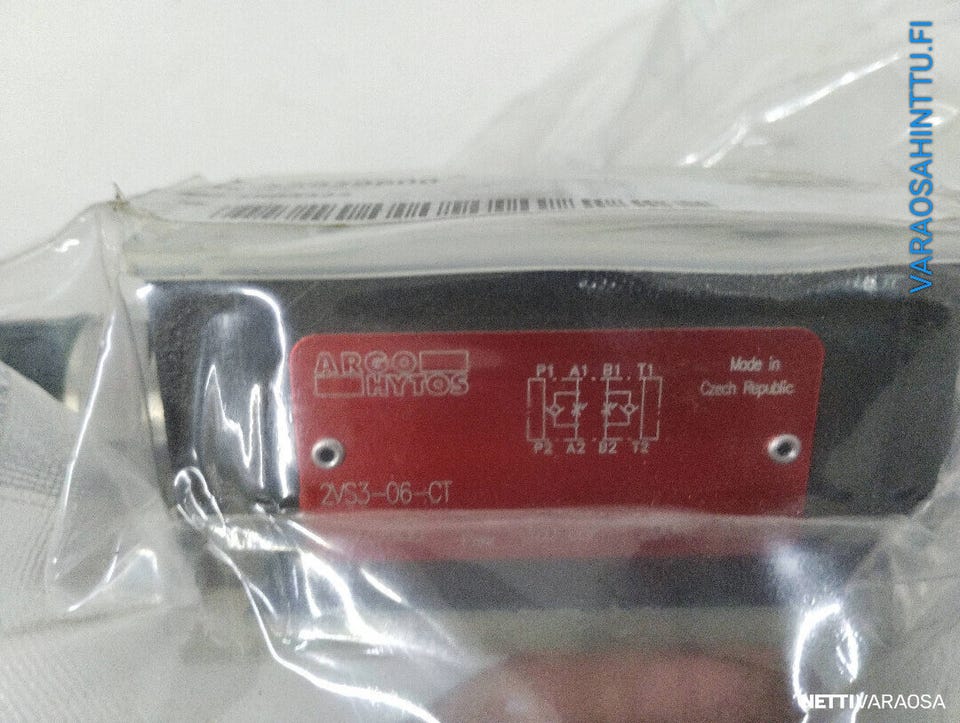 VARAOSAHINTTU.FI
ARGO
HYTOS
P1 A1 B1 T1
P2 A2 B2 T2
Made in
Czech Republic
2VS3-06-CT
NETTIVARAOSA